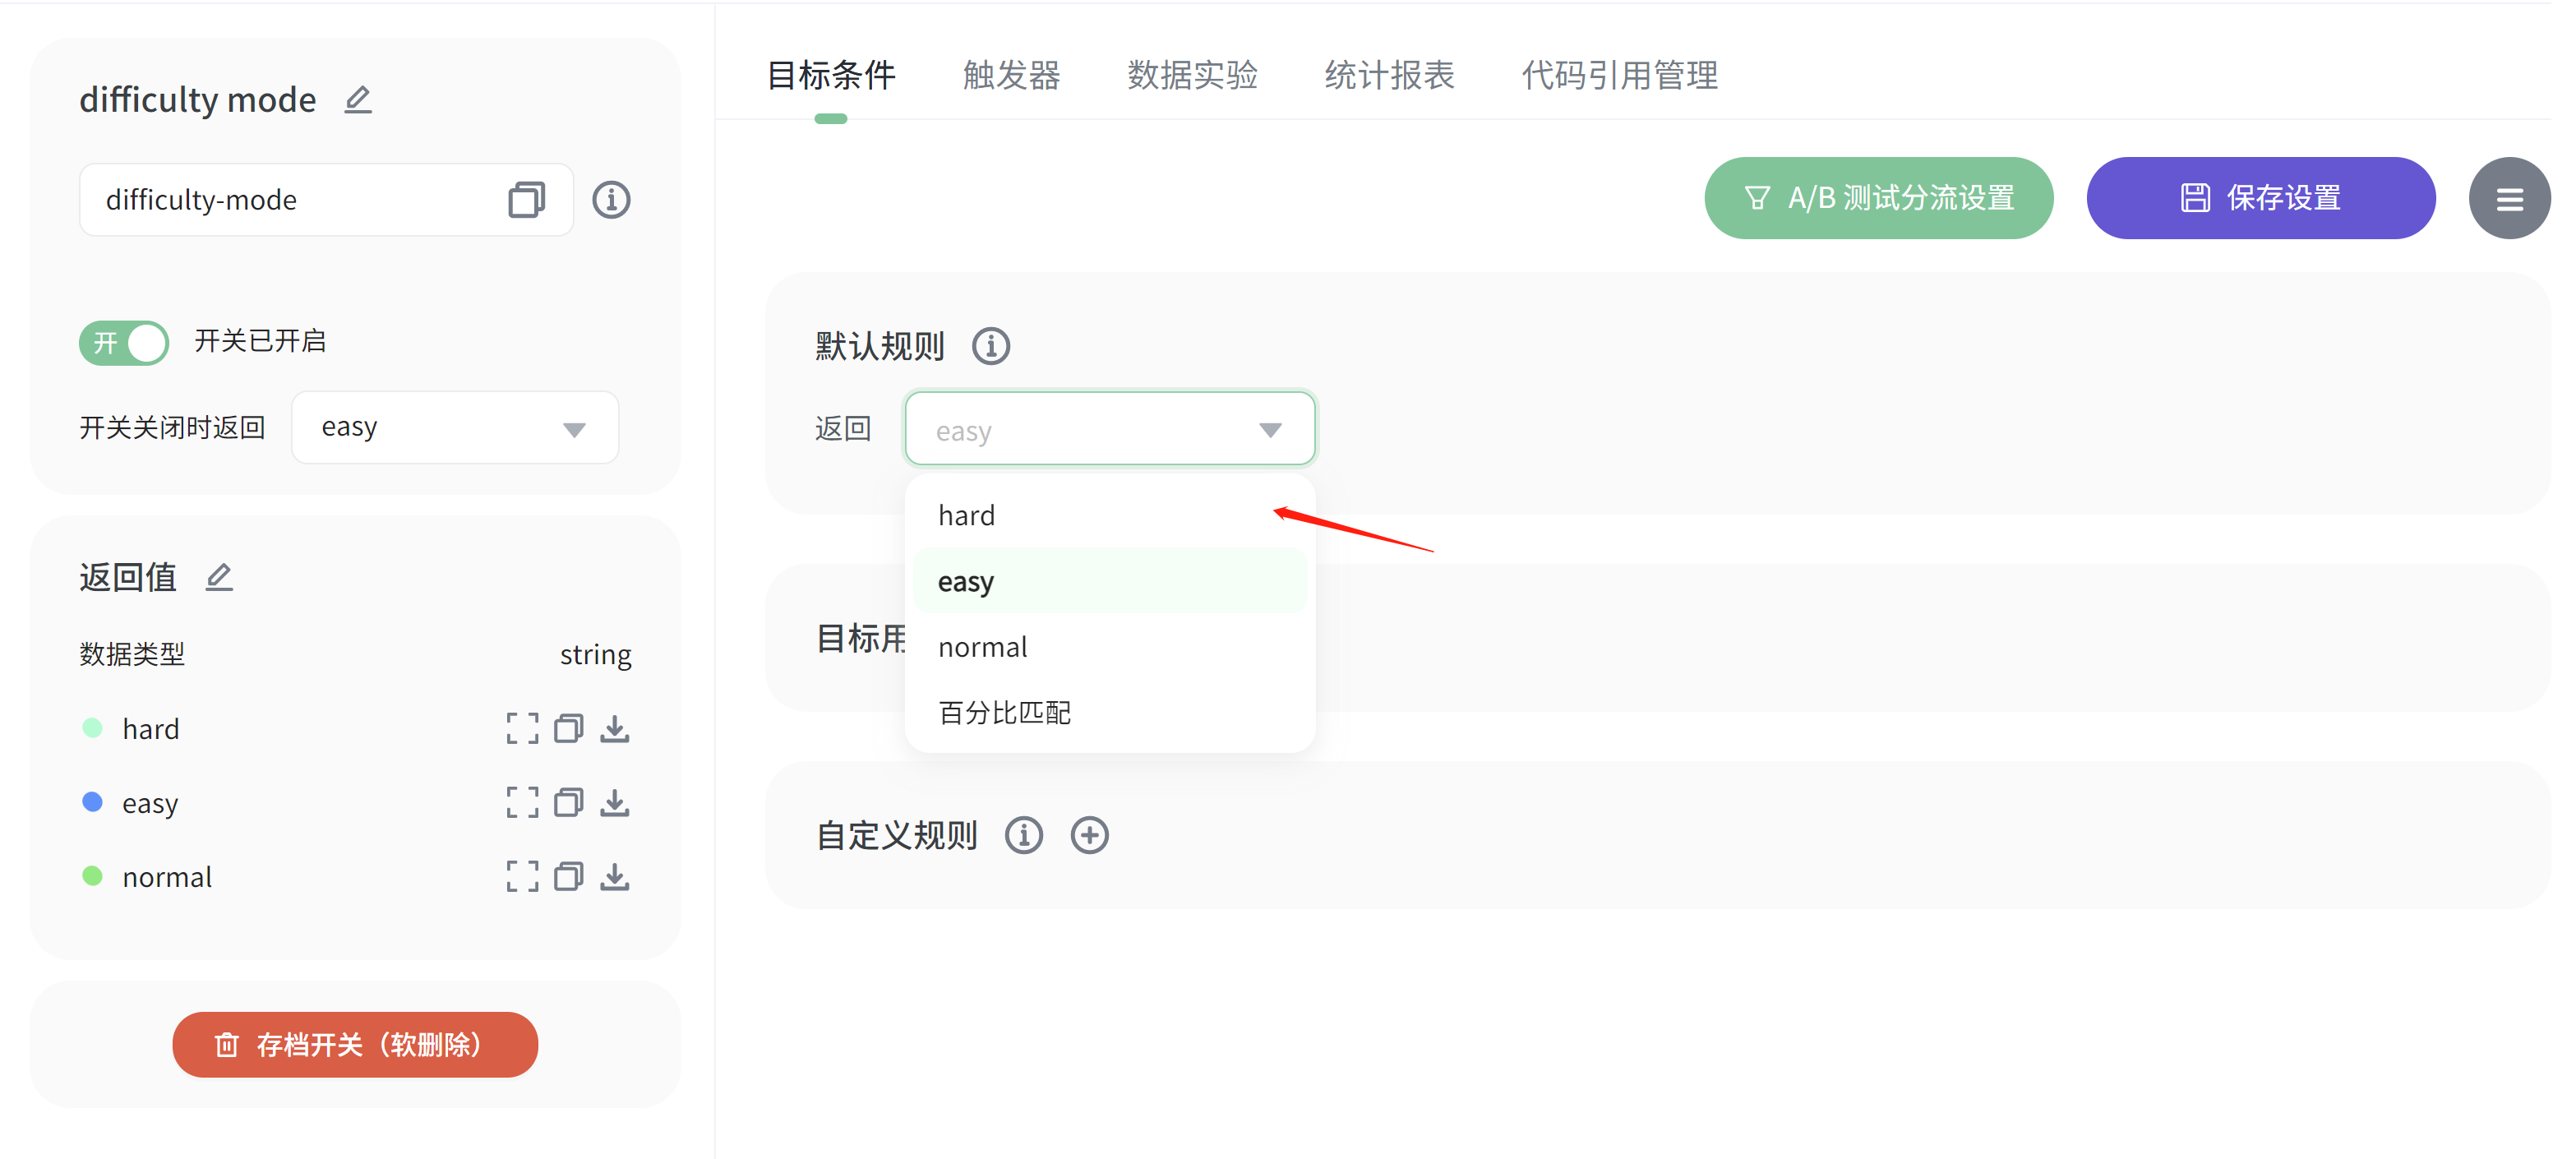 difficulty mode
difficulty-mode
开 开关已开启
开关关闭时返回 easy
返回值
数据类型 string
hard
easy
normal
存档开关（软删除）
目标条件 触发器 数据实验 统计报表 代码引用管理
A/B 测试分流设置 保存设置
默认规则
返回 easy
hard
easy
normal
百分比匹配
目标用
自定义规则